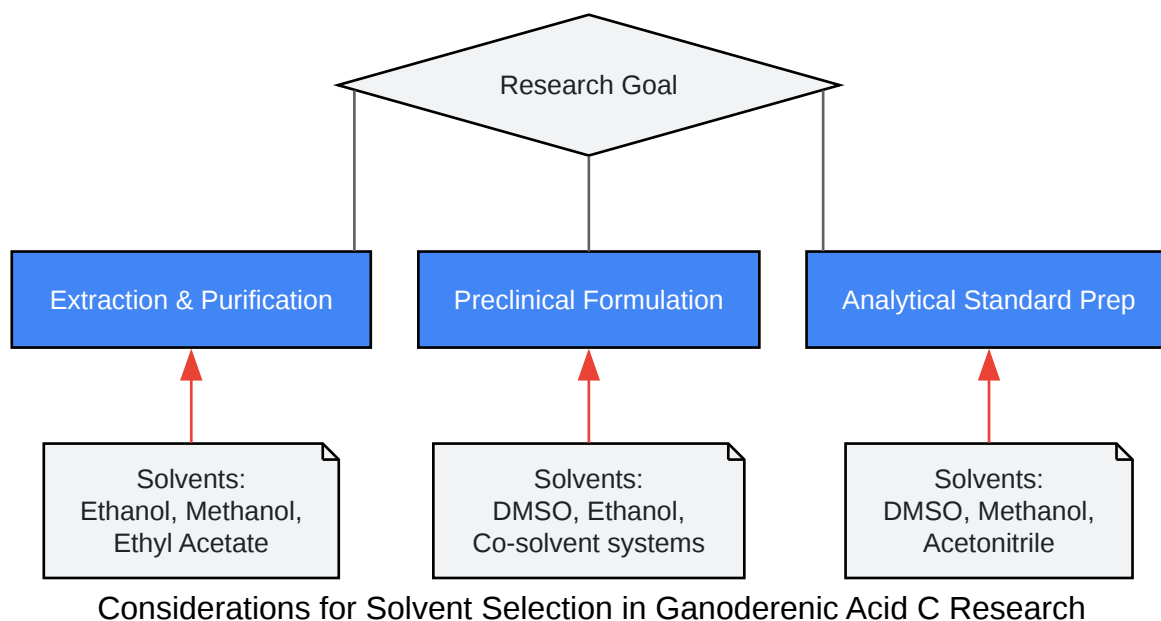 Research Goal
Extraction & Purification
Preclinical Formulation
Analytical Standard Prep
Solvents:
Ethanol, Methanol,
Ethyl Acetate
Solvents:
DMSO, Ethanol,
Co-solvent systems
Solvents:
DMSO, Methanol,
Acetonitrile
Considerations for Solvent Selection in Ganoderenic Acid C Research